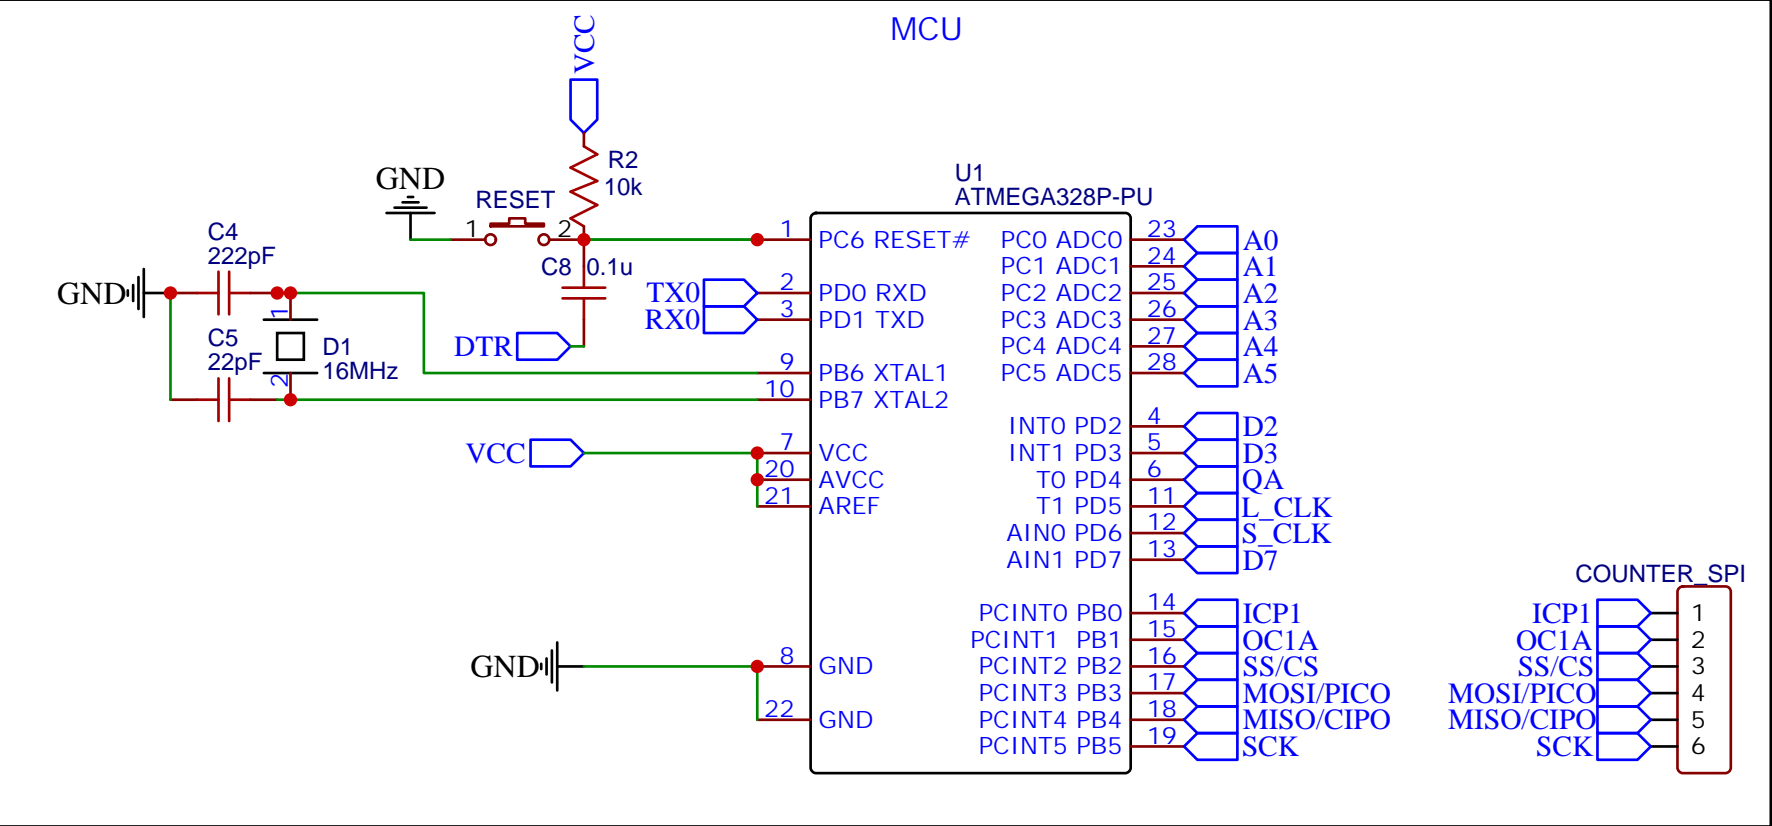 MCU
VCC
R2
10k
GND
RESET
1
2
C8 0.1u
DTR
C4
222pF
GND
C5
22pF
1
2
D1
16MHz
TX0
RX0
VCC
GND
U1
ATMEGA328P-PU
1 PC6 RESET#
2 PD0 RXD
3 PD1 TXD
9 PB6 XTAL1
10 PB7 XTAL2
7 VCC
20 AVCC
21 AREF
8 GND
22 GND
PC0 ADC0 23 A0
PC1 ADC1 24 A1
PC2 ADC2 25 A2
PC3 ADC3 26 A3
PC4 ADC4 27 A4
PC5 ADC5 28 A5
INT0 PD2 4 D2
INT1 PD3 5 D3
T0 PD4 6 QA
T1 PD5 11 L_CLK
AIN0 PD6 12 S_CLK
AIN1 PD7 13 D7
PCINT0 PB0 14 ICP1
PCINT1 PB1 15 OC1A
PCINT2 PB2 16 SS/CS
PCINT3 PB3 17 MOSI/PICO
PCINT4 PB4 18 MISO/CIPO
PCINT5 PB5 19 SCK
COUNTER_SPI
ICP1 1
OC1A 2
SS/CS 3
MOSI/PICO 4
MISO/CIPO 5
SCK 6